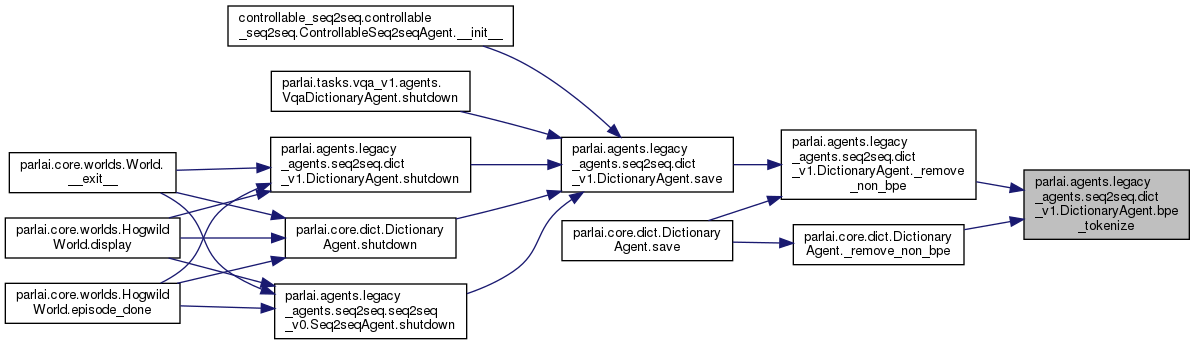 controllable_seq2seq.controllable
_seq2seq.ControllableSeq2seqAgent.__init__
parlai.tasks.vqa_v1.agents.
VqaDictionaryAgent.shutdown
parlai.agents.legacy
_agents.seq2seq.dict
_v1.DictionaryAgent.shutdown
parlai.core.worlds.World.
__exit__
parlai.core.worlds.Hogwild
World.display
parlai.core.worlds.Hogwild
World.episode_done
parlai.core.dict.Dictionary
Agent.shutdown
parlai.agents.legacy
_agents.seq2seq.seq2seq
_v0.Seq2seqAgent.shutdown
parlai.agents.legacy
_agents.seq2seq.dict
_v1.DictionaryAgent.save
parlai.core.dict.Dictionary
Agent.save
parlai.agents.legacy
_agents.seq2seq.dict
_v1.DictionaryAgent._remove
_non_bpe
parlai.core.dict.Dictionary
Agent._remove_non_bpe
parlai.agents.legacy
_agents.seq2seq.dict
_v1.DictionaryAgent.bpe
_tokenize